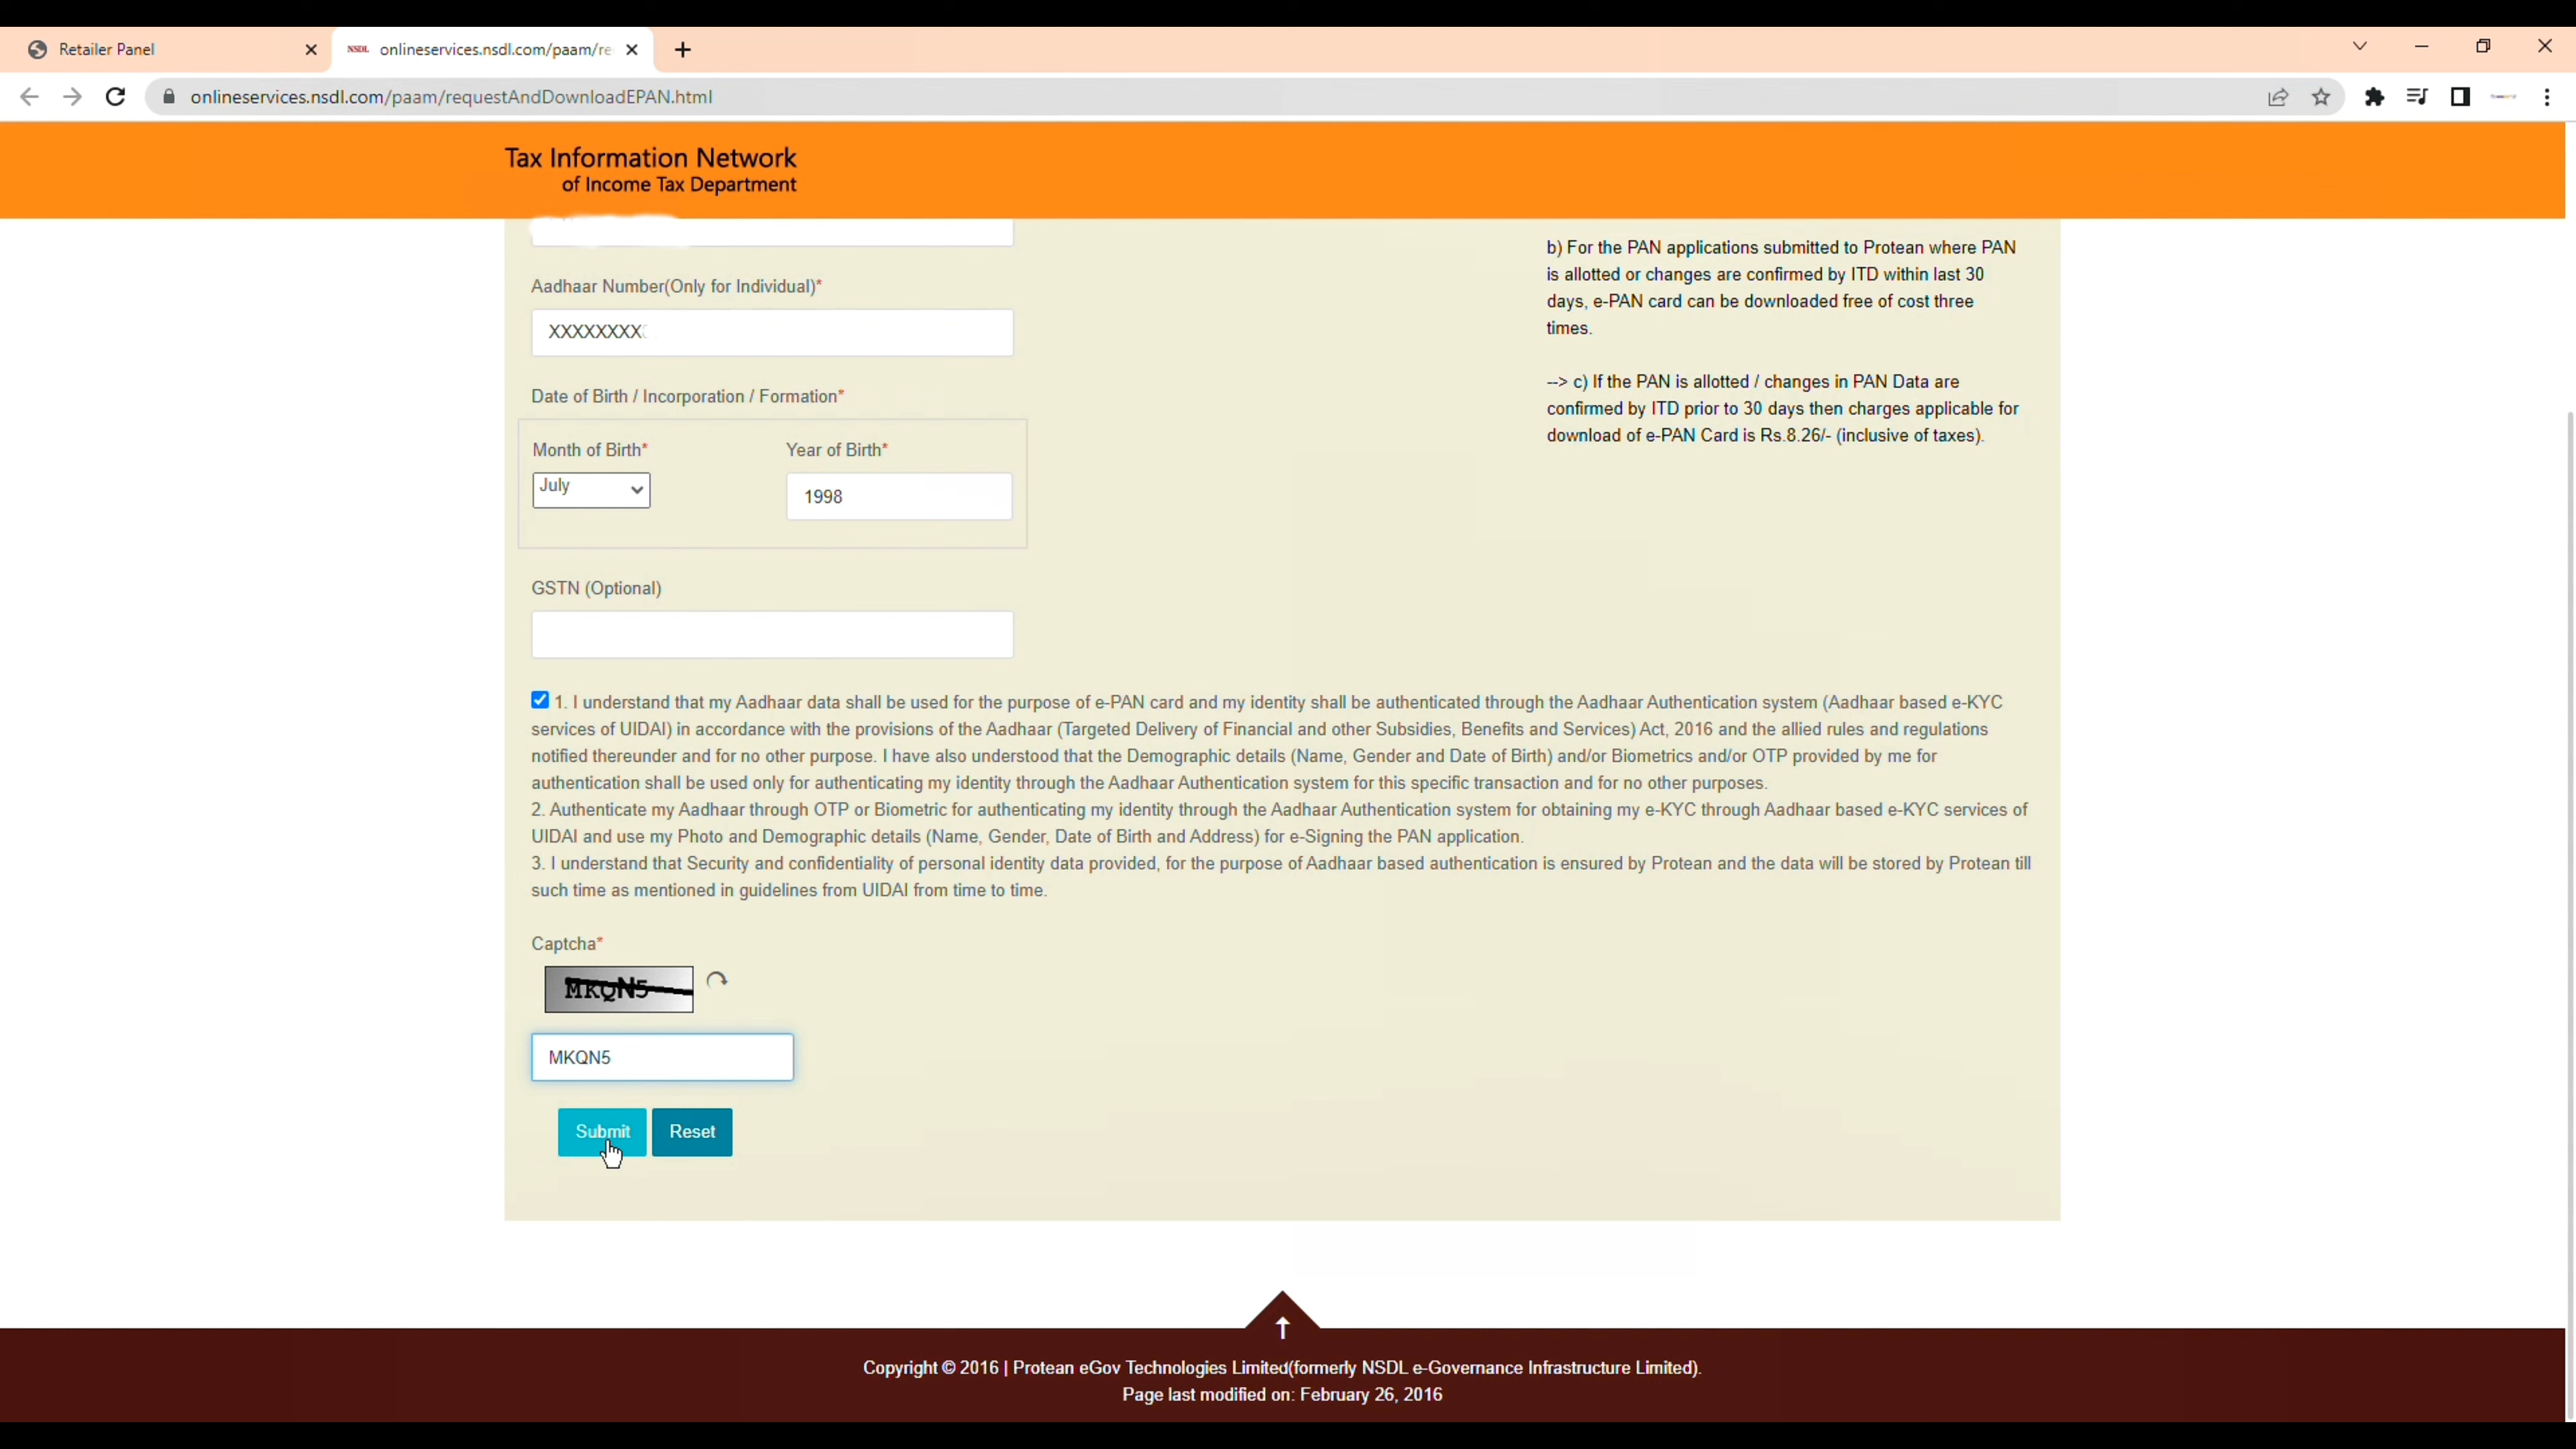 Retailer Panel
NSDL onlineservices.nsdl.com/paam/re
onlineservices.nsdl.com/paam/requestAndDownloadEPAN.html
Tax Information Network
of Income Tax Department
b) For the PAN applications submitted to Protean where PAN
is allotted or changes are confirmed by ITD within last 30
days, e-PAN card can be downloaded free of cost three
times.
--> c) If the PAN is allotted / changes in PAN Data are
confirmed by ITD prior to 30 days then charges applicable for
download of e-PAN Card is Rs.8.26/- (inclusive of taxes).
Aadhaar Number(Only for Individual)*
XXXXXXXX
Date of Birth / Incorporation / Formation*
Month of Birth* Year of Birth*
July 1998
GSTN (Optional)
1. I understand that my Aadhaar data shall be used for the purpose of e-PAN card and my identity shall be authenticated through the Aadhaar Authentication system (Aadhaar based e-KYC
services of UIDAI) in accordance with the provisions of the Aadhaar (Targeted Delivery of Financial and other Subsidies, Benefits and Services) Act, 2016 and the allied rules and regulations
notified thereunder and for no other purpose. I have also understood that the Demographic details (Name, Gender and Date of Birth) and/or Biometrics and/or OTP provided by me for
authentication shall be used only for authenticating my identity through the Aadhaar Authentication system for this specific transaction and for no other purposes.
2. Authenticate my Aadhaar through OTP or Biometric for authenticating my identity through the Aadhaar Authentication system for obtaining my e-KYC through Aadhaar based e-KYC services of
UIDAI and use my Photo and Demographic details (Name, Gender, Date of Birth and Address) for e-Signing the PAN application.
3. I understand that Security and confidentiality of personal identity data provided, for the purpose of Aadhaar based authentication is ensured by Protean and the data will be stored by Protean till
such time as mentioned in guidelines from UIDAI from time to time.
Captcha*
MKQN5
MKQN5
Submit Reset
Copyright © 2016 | Protean eGov Technologies Limited(formerly NSDL e-Governance Infrastructure Limited).
Page last modified on: February 26, 2016